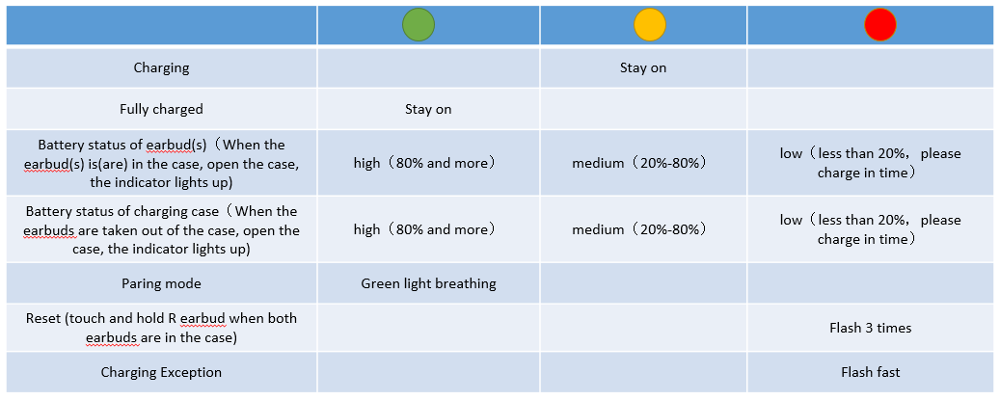 Charging
Stay on
Fully charged
Stay on
Battery status of earbud(s)（When the
earbud(s) is(are) in the case, open the case,
the indicator lights up)
high（80% and more）
medium（20%-80%）
low（less than 20%，please
charge in time）
Battery status of charging case（When the
earbuds are taken out of the case, open the
case, the indicator lights up)
high（80% and more）
medium（20%-80%）
low（less than 20%，please
charge in time）
Paring mode
Green light breathing
Reset (touch and hold R earbud when both
earbuds are in the case)
Flash 3 times
Charging Exception
Flash fast